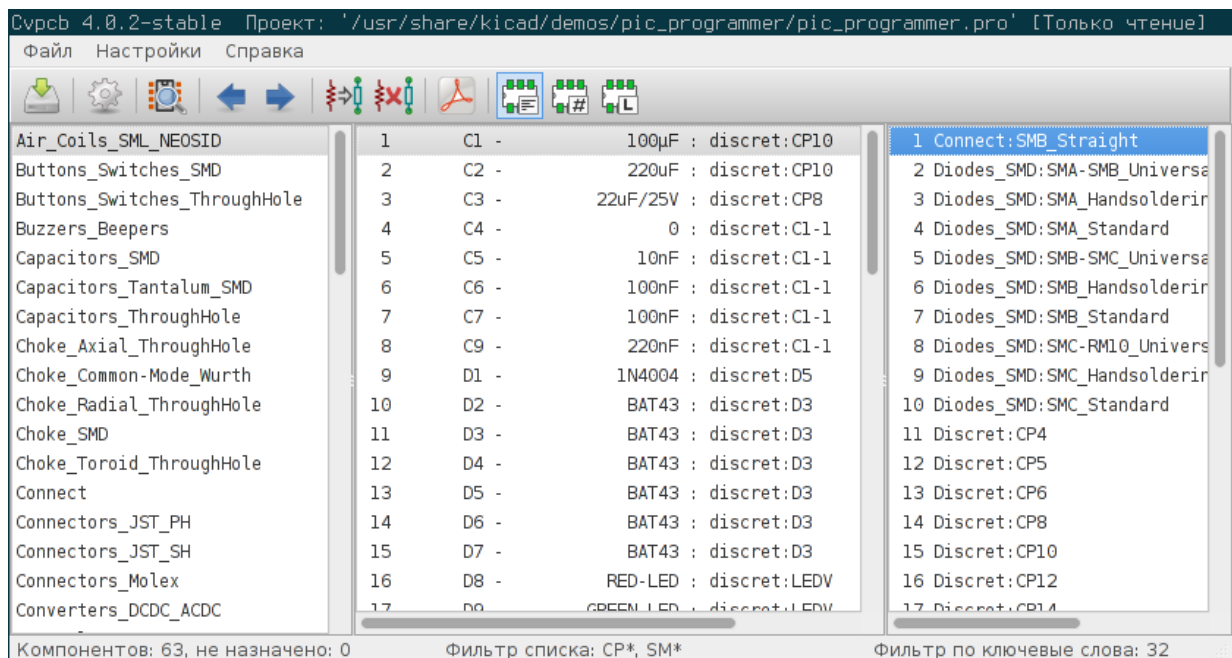 Cvpcb 4.0.2-stable Проект: '/usr/share/kicad/demos/pic_programmer/pic_programmer.pro' [Только чтение]
Файл Настройки Справка
Air_Coils_SML_NEOSID
Buttons_Switches_SMD
Buttons_Switches_ThroughHole
Buzzers_Beepers
Capacitors_SMD
Capacitors_Tantalum_SMD
Capacitors_ThroughHole
Choke_Axial_ThroughHole
Choke_Common-Mode_Wurth
Choke_Radial_ThroughHole
Choke_SMD
Choke_Toroid_ThroughHole
Connect
Connectors_JST_PH
Connectors_JST_SH
Connectors_Molex
Converters_DCDC_ACDC
1 C1 - 100µF : discret:CP10
2 C2 - 220uF : discret:CP10
3 C3 - 22uF/25V : discret:CP8
4 C4 - 0 : discret:C1-1
5 C5 - 10nF : discret:C1-1
6 C6 - 100nF : discret:C1-1
7 C7 - 100nF : discret:C1-1
8 C9 - 220nF : discret:C1-1
9 D1 - 1N4004 : discret:D5
10 D2 - BAT43 : discret:D3
11 D3 - BAT43 : discret:D3
12 D4 - BAT43 : discret:D3
13 D5 - BAT43 : discret:D3
14 D6 - BAT43 : discret:D3
15 D7 - BAT43 : discret:D3
16 D8 - RED-LED : discret:LEDV
17 D9 - GREEN-LED : discret:LEDV
1 Connect:SMB_Straight
2 Diodes_SMD:SMA-SMB_Universa
3 Diodes_SMD:SMA_Handsolderin
4 Diodes_SMD:SMA_Standard
5 Diodes_SMD:SMB-SMC_Universa
6 Diodes_SMD:SMB_Handsolderin
7 Diodes_SMD:SMB_Standard
8 Diodes_SMD:SMC-RM10_Univers
9 Diodes_SMD:SMC_Handsolderin
10 Diodes_SMD:SMC_Standard
11 Discret:CP4
12 Discret:CP5
13 Discret:CP6
14 Discret:CP8
15 Discret:CP10
16 Discret:CP12
17 Discret:CP14
Компонентов: 63, не назначено: 0 Фильтр списка: CP*, SM* Фильтр по ключевые слова: 32